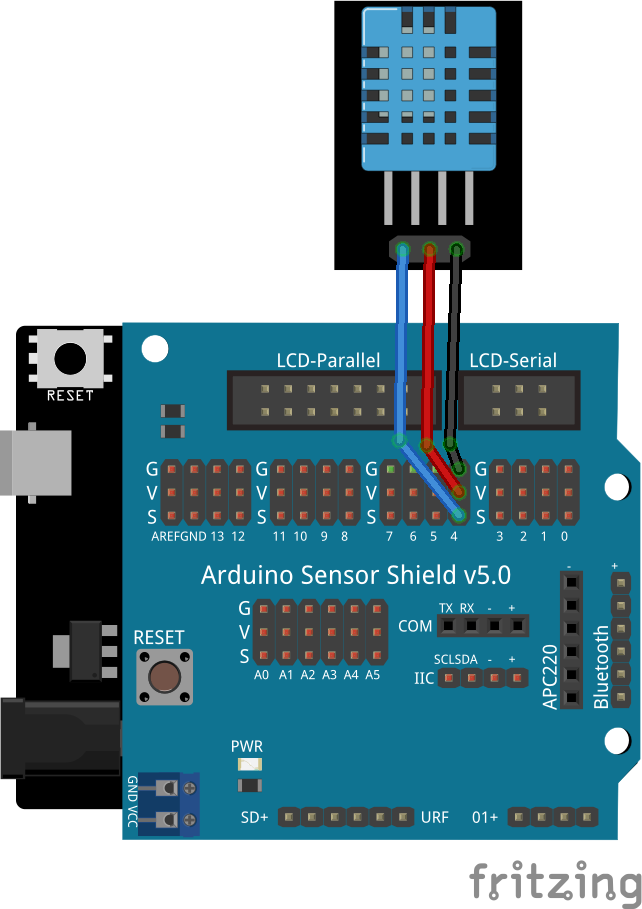 LCD-Parallel LCD-Serial
RESET
G G G G
V V V V
S S S S
AREF GND 13 12 11 10 9 8 7 6 5 4 3 2 1 0
Arduino Sensor Shield v5.0
- +
G
V
S
A0 A1 A2 A3 A4 A5
TX RX - +
COM
SCL SDA - +
IIC
APC220
Bluetooth
RESET
PWR
GND VCC
SD+ URF 01+
fritzing